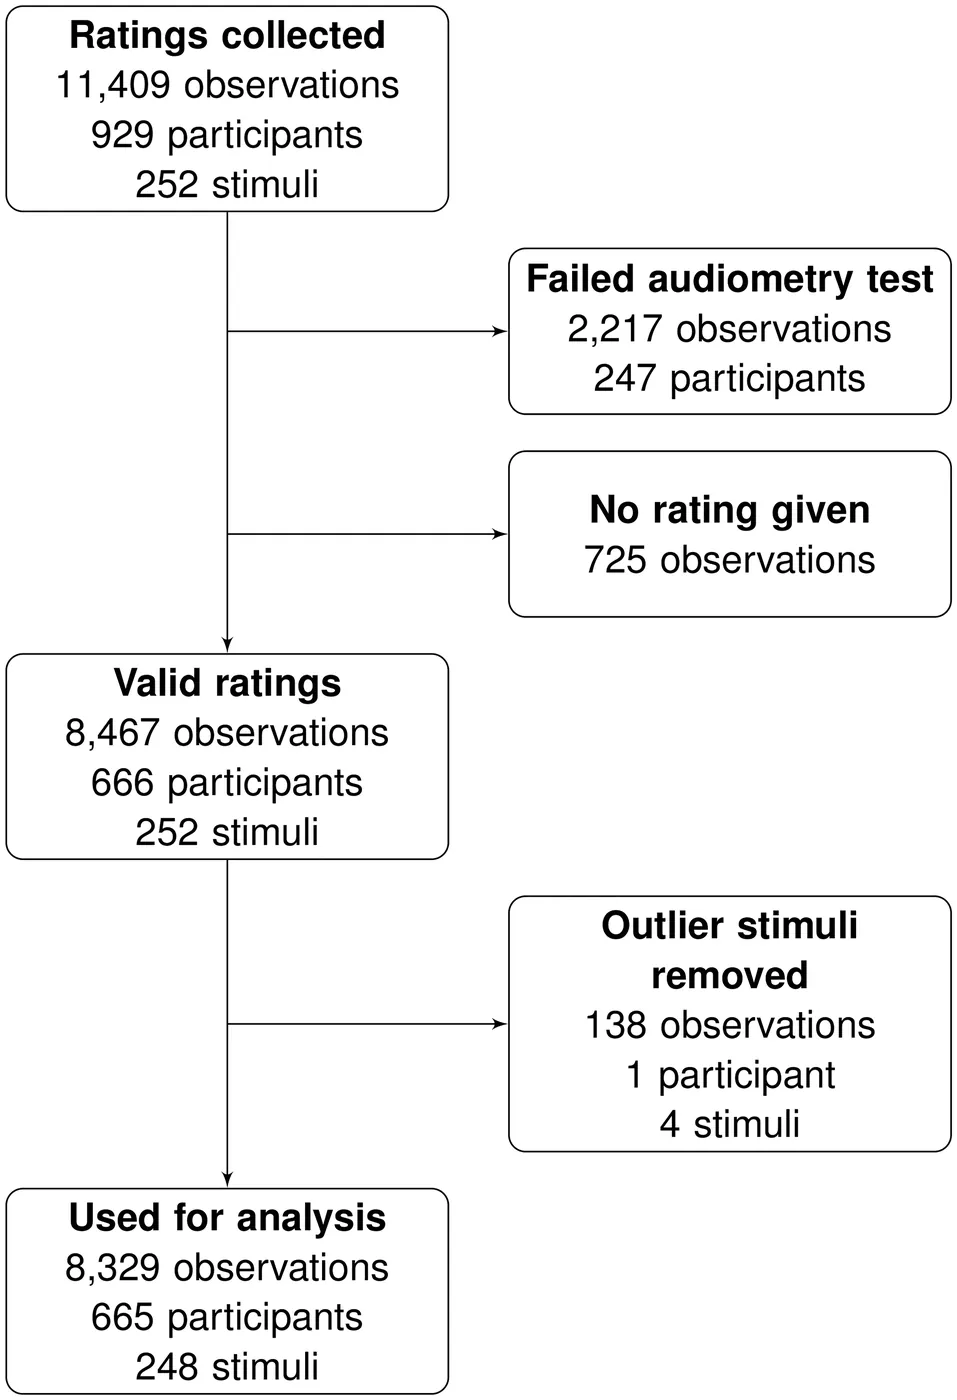 Ratings collected
11,409 observations
929 participants
252 stimuli
Failed audiometry test
2,217 observations
247 participants
No rating given
725 observations
Valid ratings
8,467 observations
666 participants
252 stimuli
Outlier stimuli
removed
138 observations
1 participant
4 stimuli
Used for analysis
8,329 observations
665 participants
248 stimuli